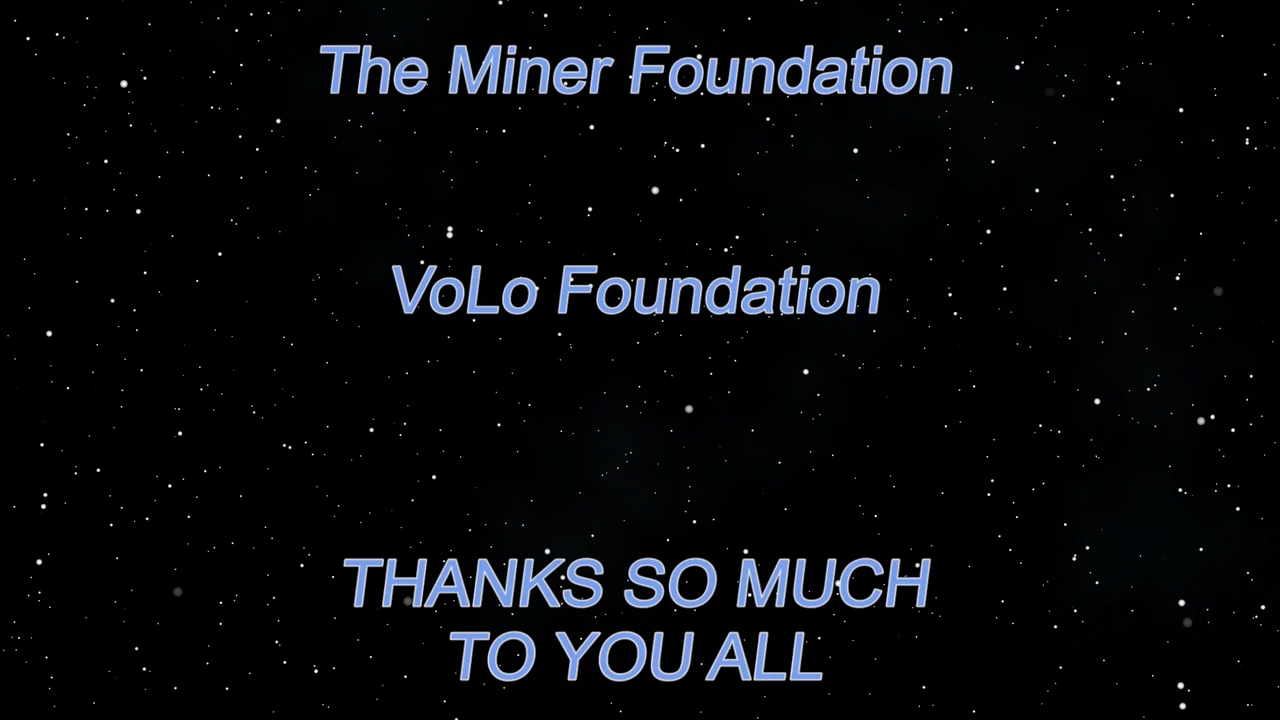 The Miner Foundation
VoLo Foundation
THANKS SO MUCH
TO YOU ALL